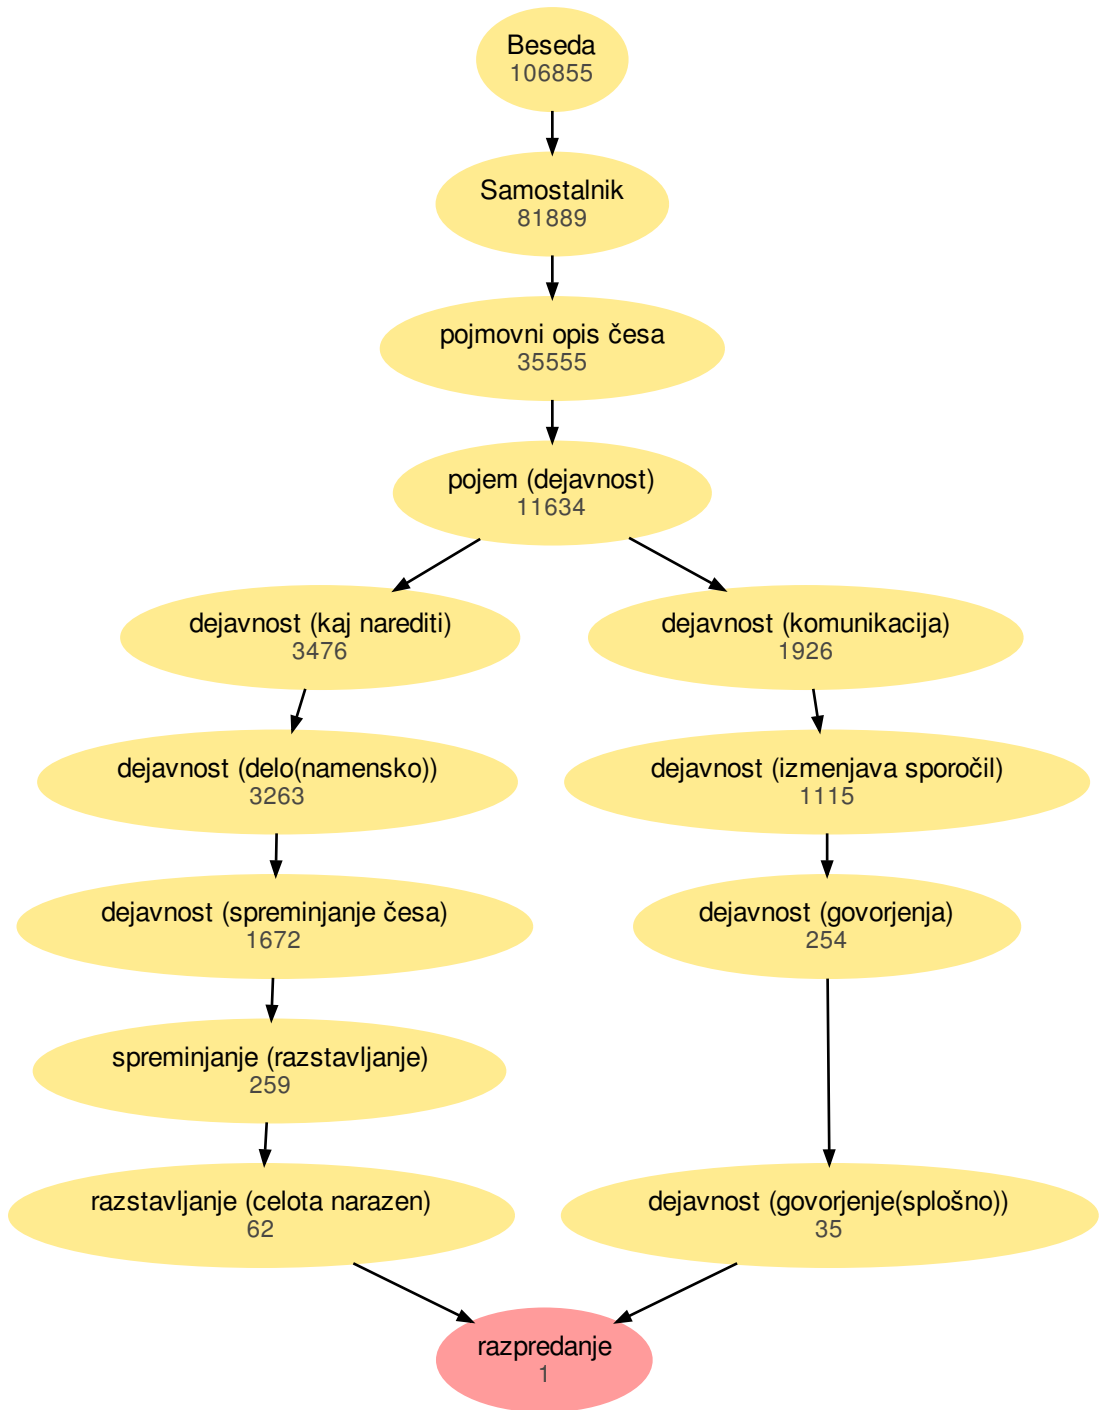 Beseda
106855
Samostalnik
81889
pojmovni opis česa
35555
pojem (dejavnost)
11634
dejavnost (kaj narediti)
3476
dejavnost (komunikacija)
1926
dejavnost (delo(namensko))
3263
dejavnost (izmenjava sporočil)
1115
dejavnost (spreminjanje česa)
1672
dejavnost (govorjenja)
254
spreminjanje (razstavljanje)
259
razstavljanje (celota narazen)
62
dejavnost (govorjenje(splošno))
35
razpredanje
1